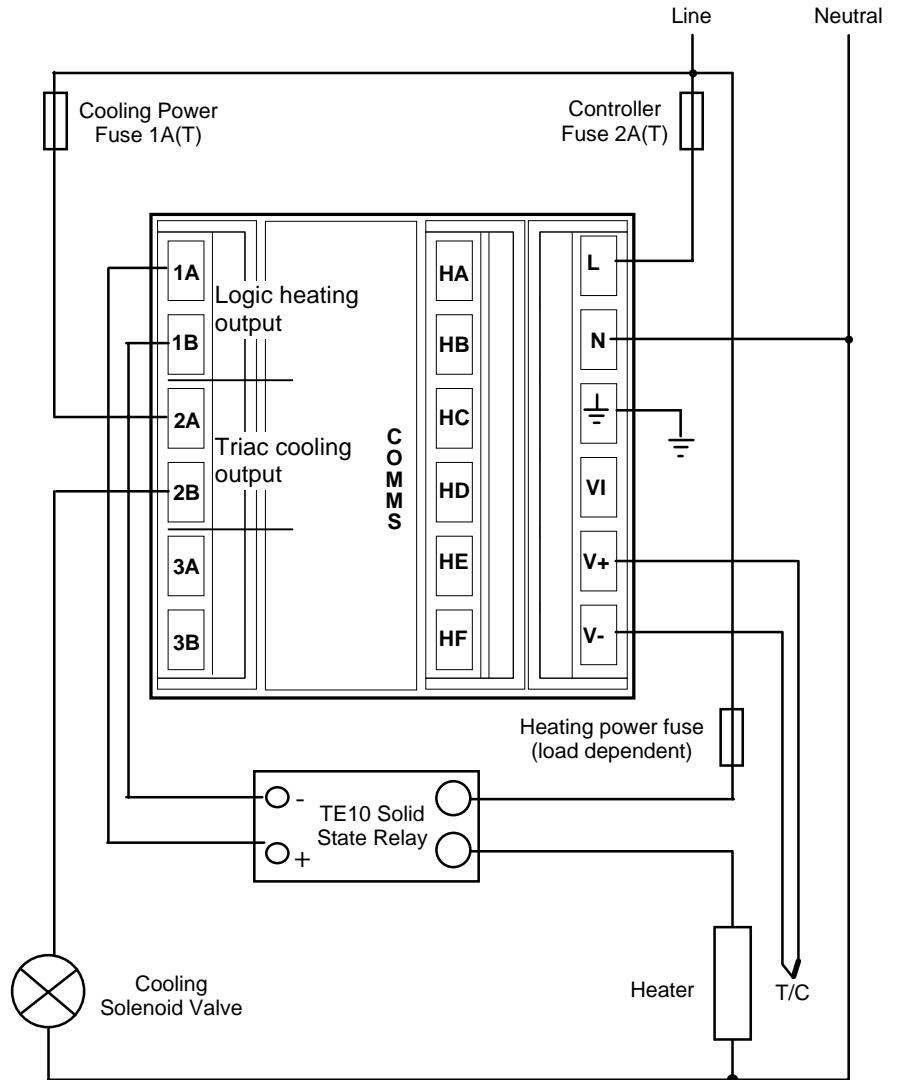 Line
Neutral
Cooling Power
Fuse 1A(T)
Controller
Fuse 2A(T)
1A
Logic heating
output
1B
2A
Triac cooling
output
2B
3A
3B
COMMS
HA
HB
HC
HD
HE
HF
L
N
VI
V+
V-
Heating power fuse
(load dependent)
-
TE10 Solid
State Relay
+
Cooling
Solenoid Valve
Heater
T/C